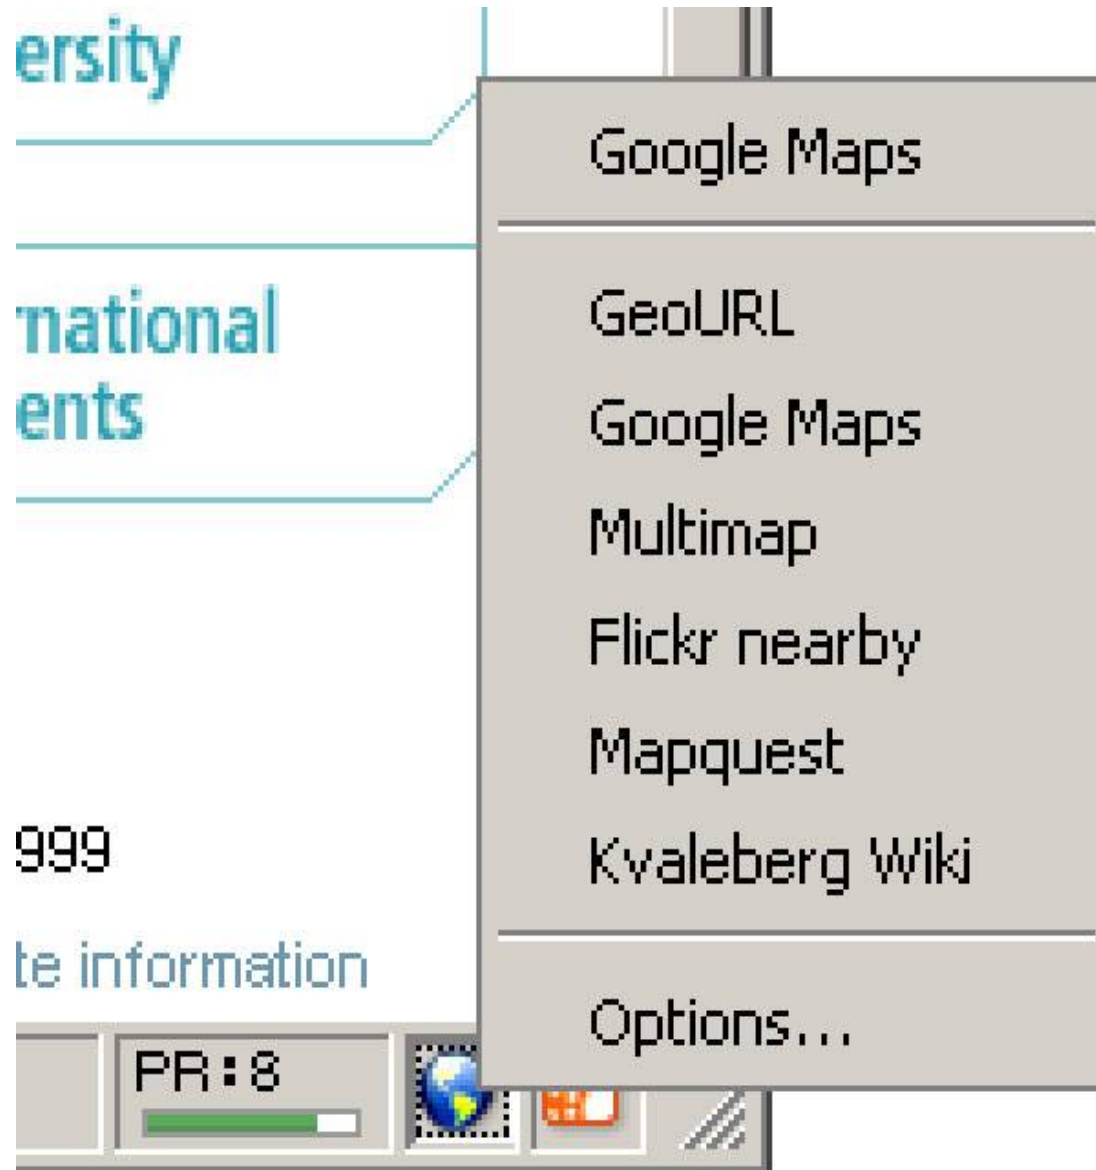 ersity
rnational
ents
999
te information
PR:8
Google Maps
GeoURL
Google Maps
Multimap
Flickr nearby
Mapquest
Kvaleberg Wiki
Options...